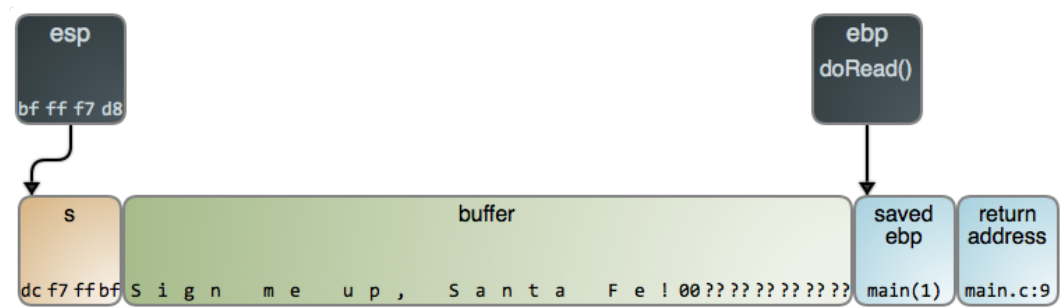 esp
bf ff f7 d8
ebp
doRead()
s
dc f7 ff bf
buffer
S i g n   m e   u p ,   S a n t a   F e ! 00 ?? ?? ?? ?? ?? ??
saved
ebp
main(1)
return
address
main.c:9